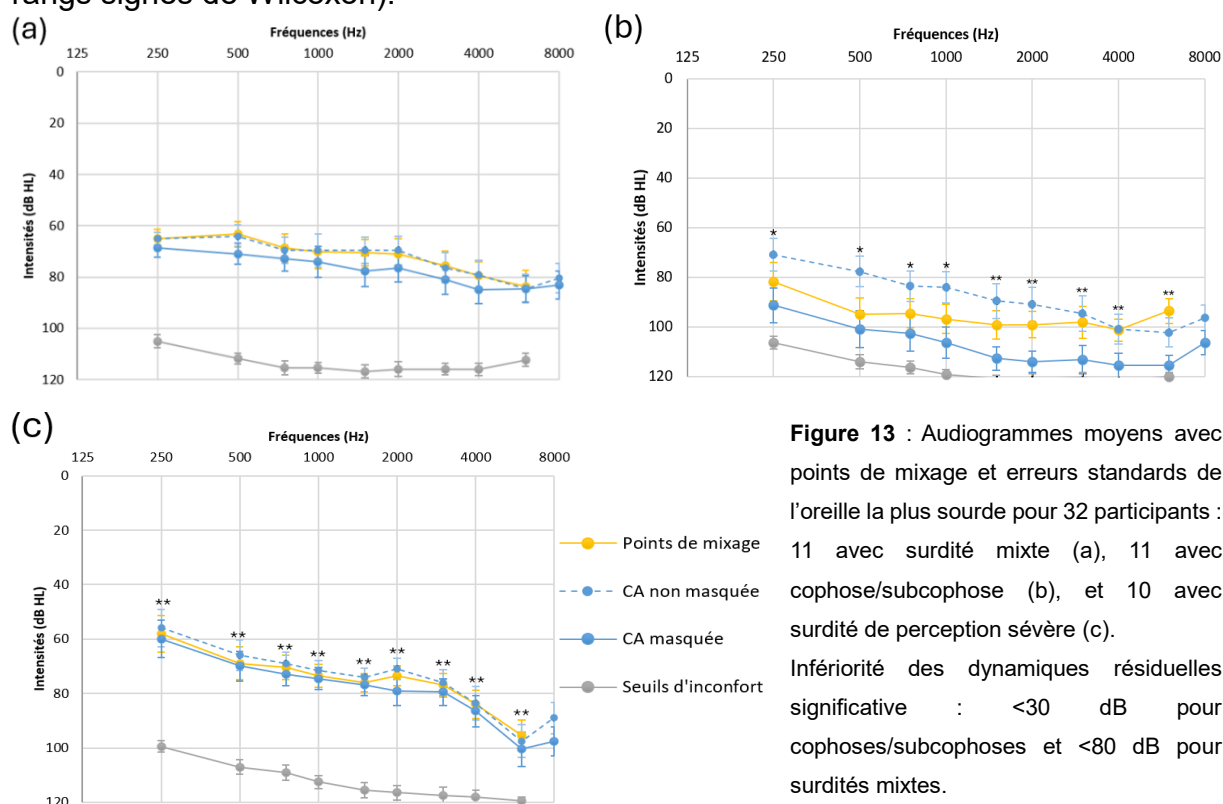 rangs signés de Wilcoxon).
(a)
Fréquences (Hz)
125 250 500 1000 2000 4000 8000
0
20
40
60
80
100
120
Intensités (dB HL)
(b)
Fréquences (Hz)
125 250 500 1000 2000 4000 8000
0
20
40
60
80
100
120
Intensités (dB HL)
* * * * ** ** ** ** **
(c)
Fréquences (Hz)
125 250 500 1000 2000 4000 8000
0
20
40
60
80
100
120
Intensités (dB HL)
** ** ** ** ** ** ** ** **
Points de mixage
CA non masquée
CA masquée
Seuils d'inconfort
Figure 13 : Audiogrammes moyens avec
points de mixage et erreurs standards de
l'oreille la plus sourde pour 32 participants :
11 avec surdité mixte (a), 11 avec
cophose/subcophose (b), et 10 avec
surdité de perception sévère (c).
Infériorité des dynamiques résiduelles
significative : <30 dB pour
cophoses/subcophoses et <80 dB pour
surdités mixtes.